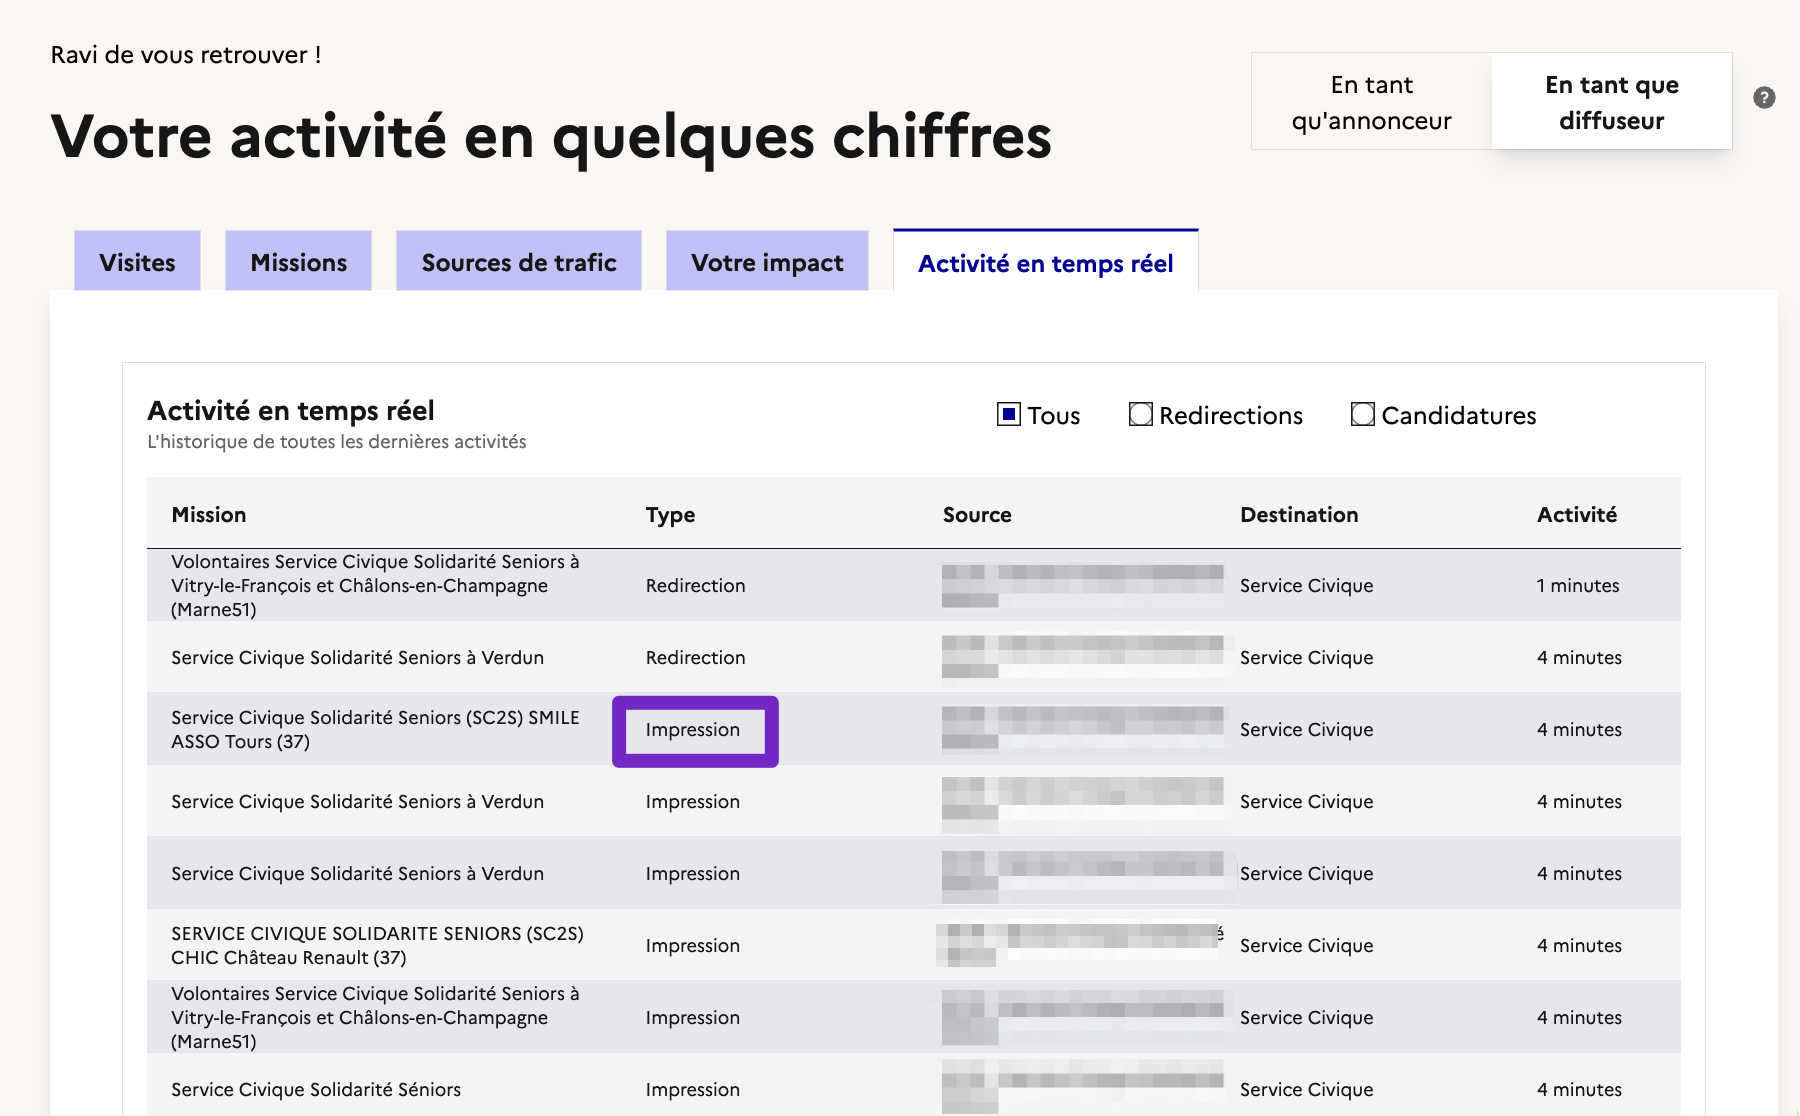 Ravi de vous retrouver !
Votre activité en quelques chiffres
En tant
qu'annonceur
En tant que
diffuseur
?
Visites
Missions
Sources de trafic
Votre impact
Activité en temps réel
Activité en temps réel
L'historique de toutes les dernières activités
Tous
Redirections
Candidatures
Mission Type Source Destination Activité
Volontaires Service Civique Solidarité Seniors à
Vitry-le-François et Châlons-en-Champagne
(Marne51)
Redirection
Service Civique
1 minutes
Service Civique Solidarité Seniors à Verdun
Redirection
Service Civique
4 minutes
Service Civique Solidarité Seniors (SC2S) SMILE
ASSO Tours (37)
Impression
Service Civique
4 minutes
Service Civique Solidarité Seniors à Verdun
Impression
Service Civique
4 minutes
Service Civique Solidarité Seniors à Verdun
Impression
Service Civique
4 minutes
SERVICE CIVIQUE SOLIDARITE SENIORS (SC2S)
CHIC Château Renault (37)
Impression
Service Civique
4 minutes
Volontaires Service Civique Solidarité Seniors à
Vitry-le-François et Châlons-en-Champagne
(Marne51)
Impression
Service Civique
4 minutes
Service Civique Solidarité Séniors
Impression
Service Civique
4 minutes